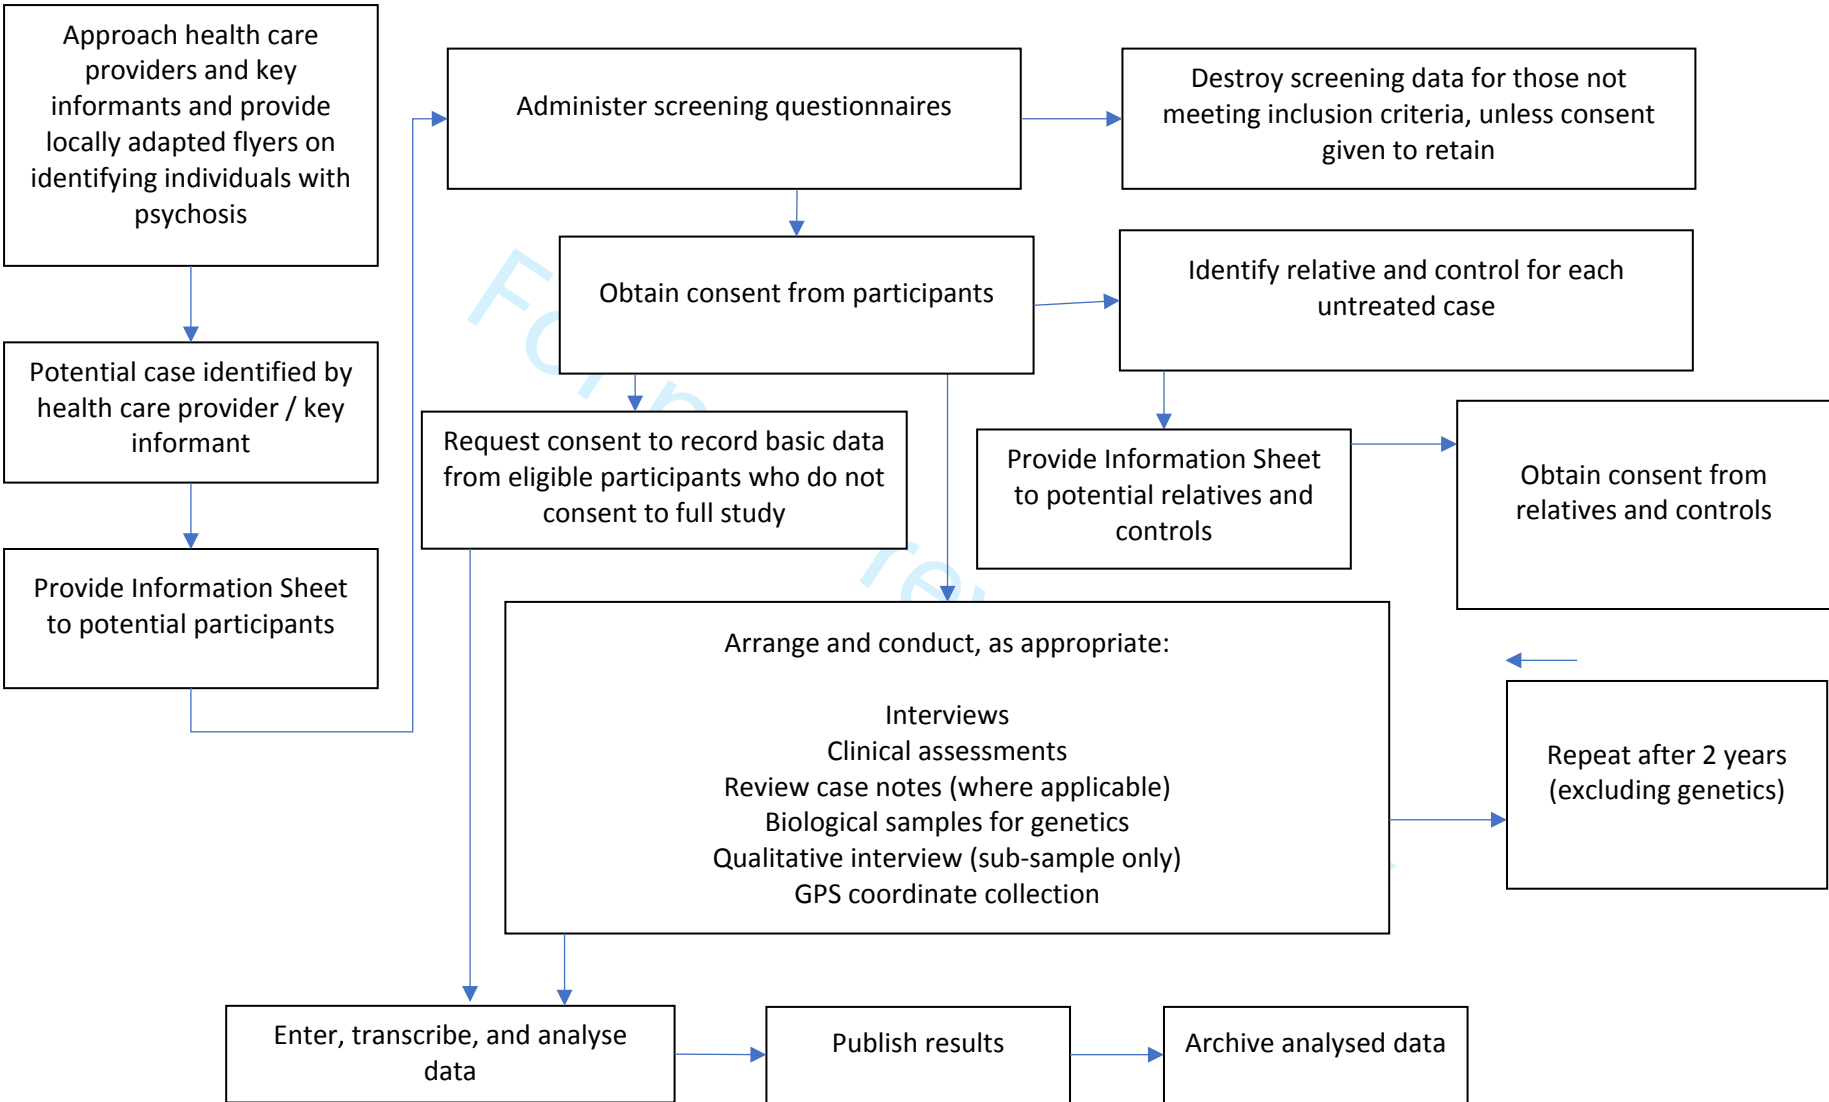 Approach health care
providers and key
informants and provide
locally adapted flyers on
identifying individuals with
psychosis
Potential case identified by
health care provider / key
informant
Provide Information Sheet
to potential participants
Administer screening questionnaires
Destroy screening data for those not
meeting inclusion criteria, unless consent
given to retain
Obtain consent from participants
Identify relative and control for each
untreated case
Request consent to record basic data
from eligible participants who do not
consent to full study
Provide Information Sheet
to potential relatives and
controls
Obtain consent from
relatives and controls
Arrange and conduct, as appropriate:
Interviews
Clinical assessments
Review case notes (where applicable)
Biological samples for genetics
Qualitative interview (sub-sample only)
GPS coordinate collection
Repeat after 2 years
(excluding genetics)
Enter, transcribe, and analyse
data
Publish results
Archive analysed data